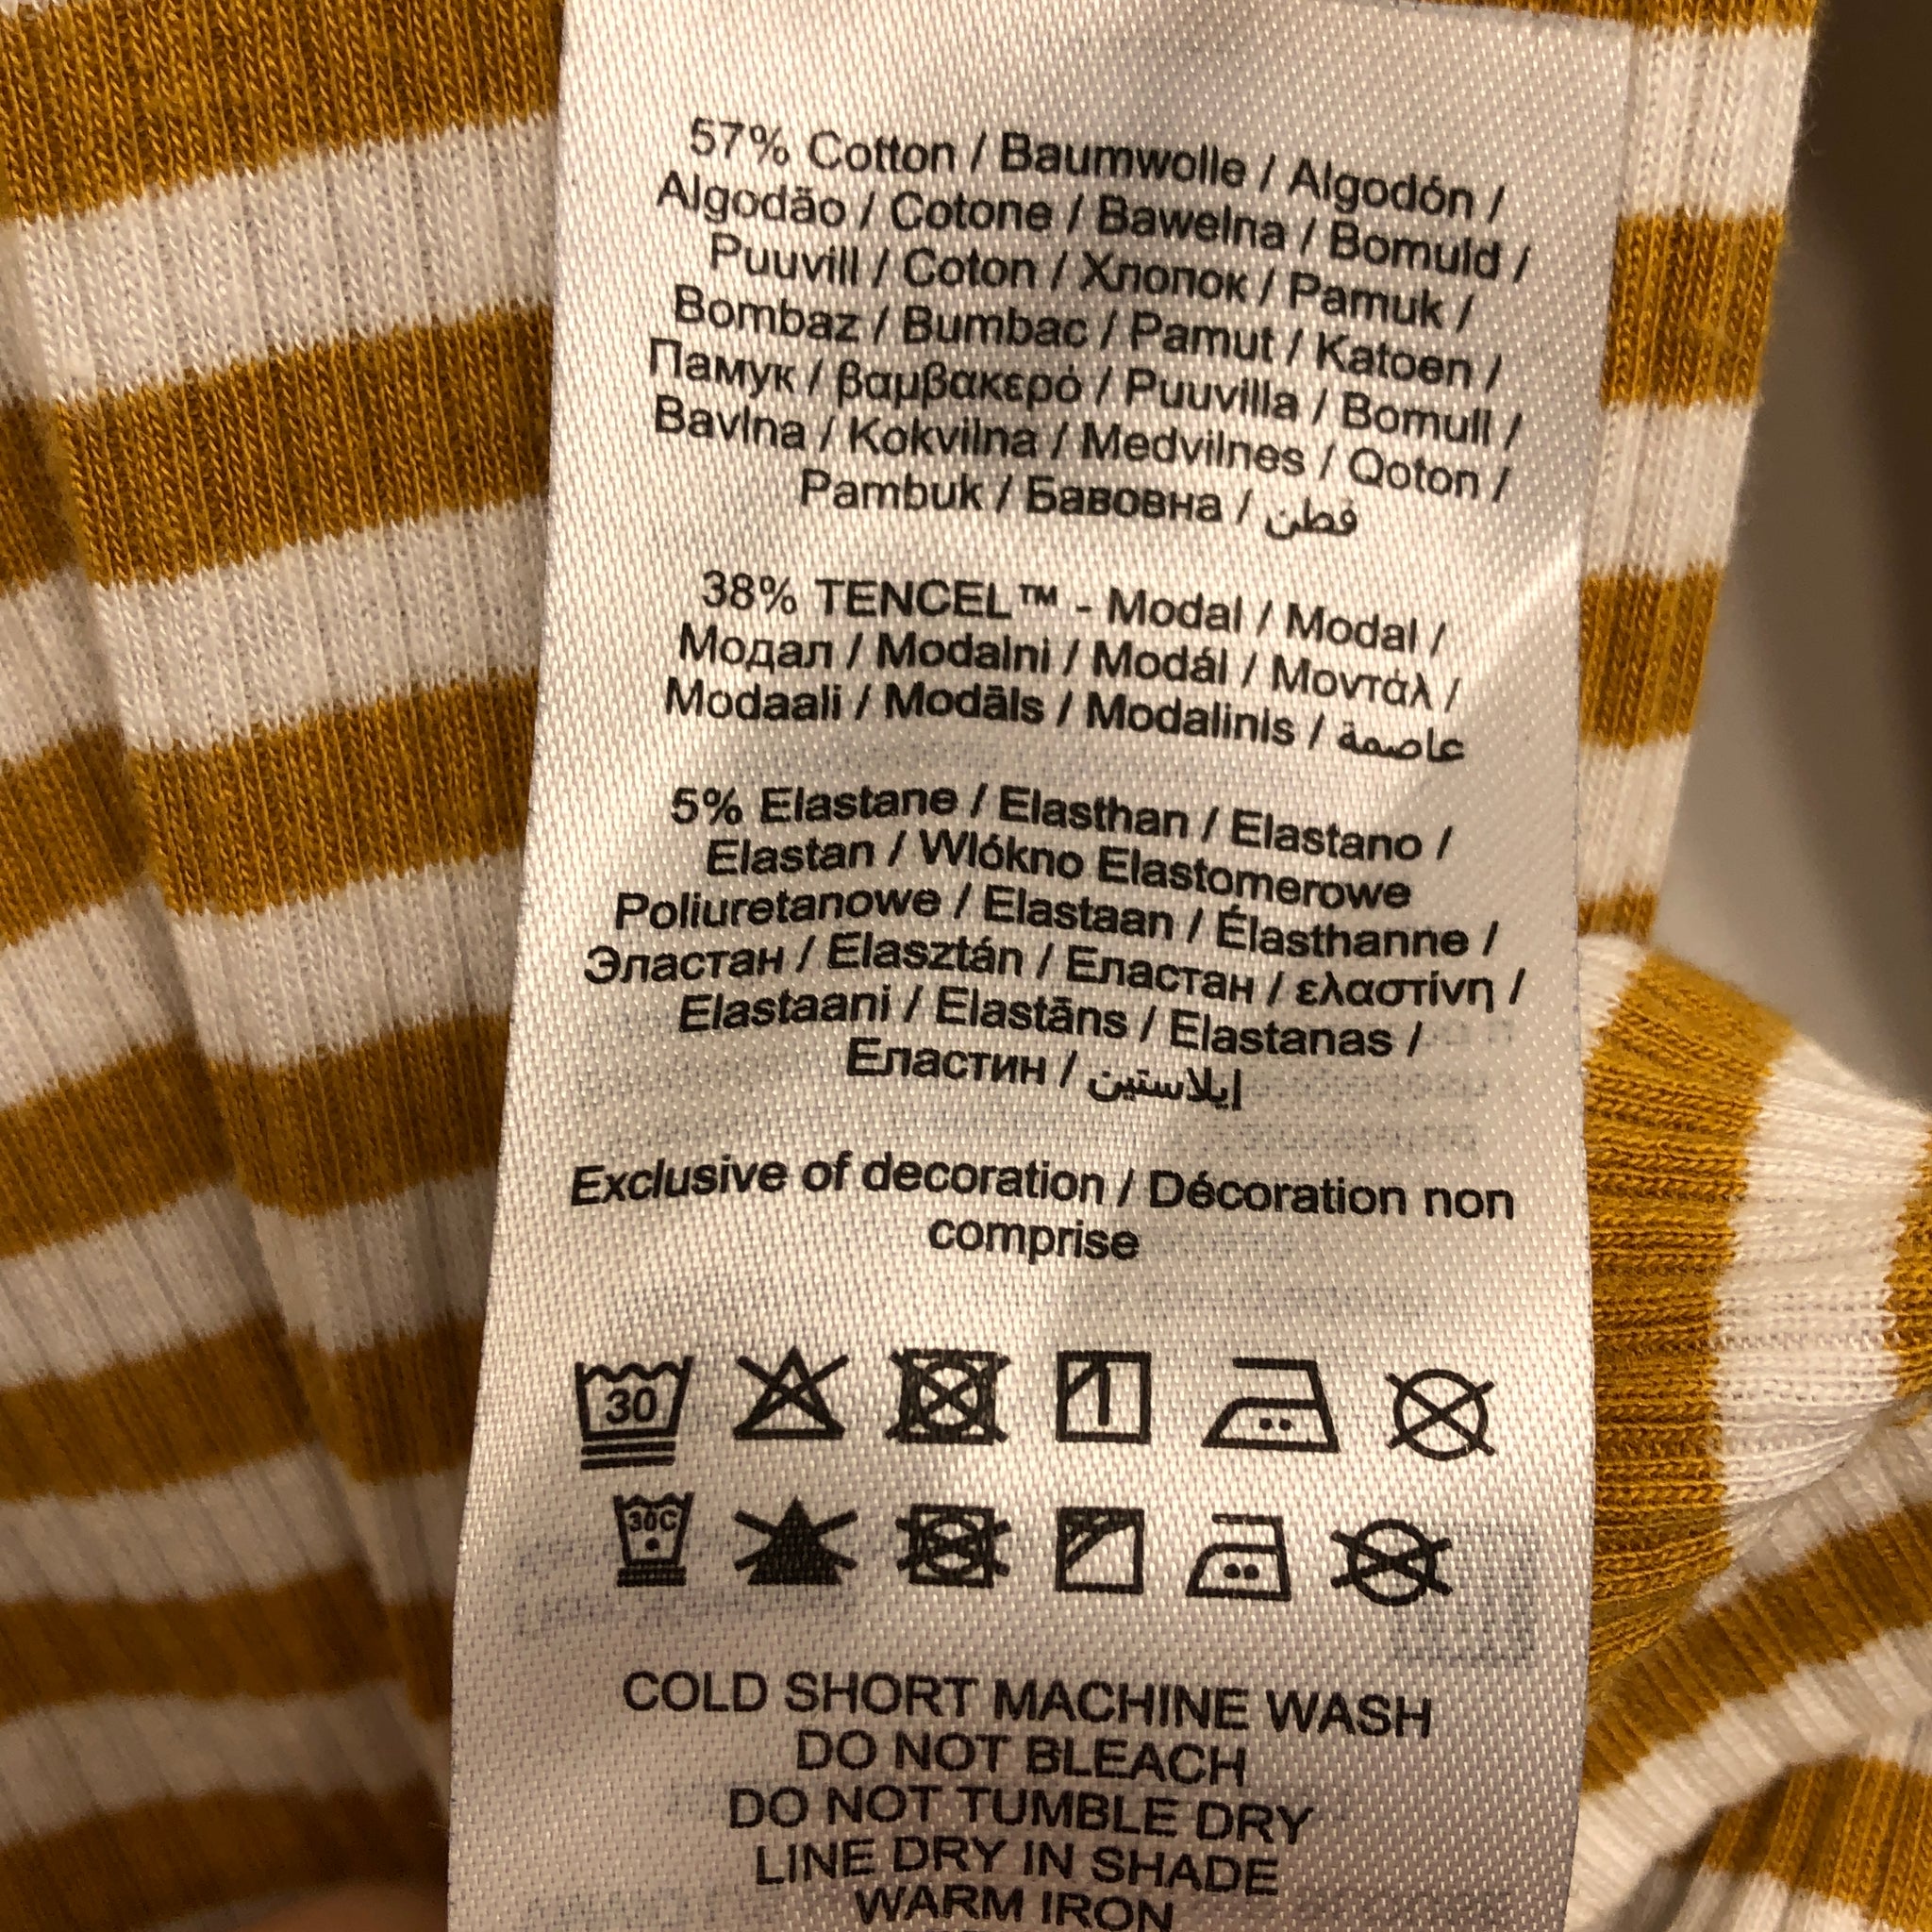 57% Cotton / Baumwolle / Algodón /
Algodão / Cotone / Bawelna / Bomuld /
Puuvill / Coton / Хлопок / Pamuk /
Bombaz / Bumbac / Pamut / Katoen /
Памук / βαμβακερό / Puuvilla / Bomull /
Bavlna / Kokvilna / Medvilnes / Qoton /
Pambuk / Бавовна / قطن
38% TENCEL™ - Modal / Modal /
Модал / Modalni / Modál / Μοντάλ /
Modaali / Modāls / Modalinis / عاصمة
5% Elastane / Elasthan / Elastano /
Elastan / Wlókno Elastomerowe
Poliuretanowe / Elastaan / Élasthanne /
Эластан / Elasztán / Еластан / ελαστίνη /
Elastaani / Elastāns / Elastanas /
Еластин / إيلاستين
Exclusive of decoration / Décoration non
comprise
30
30C
COLD SHORT MACHINE WASH
DO NOT BLEACH
DO NOT TUMBLE DRY
LINE DRY IN SHADE
WARM IRON